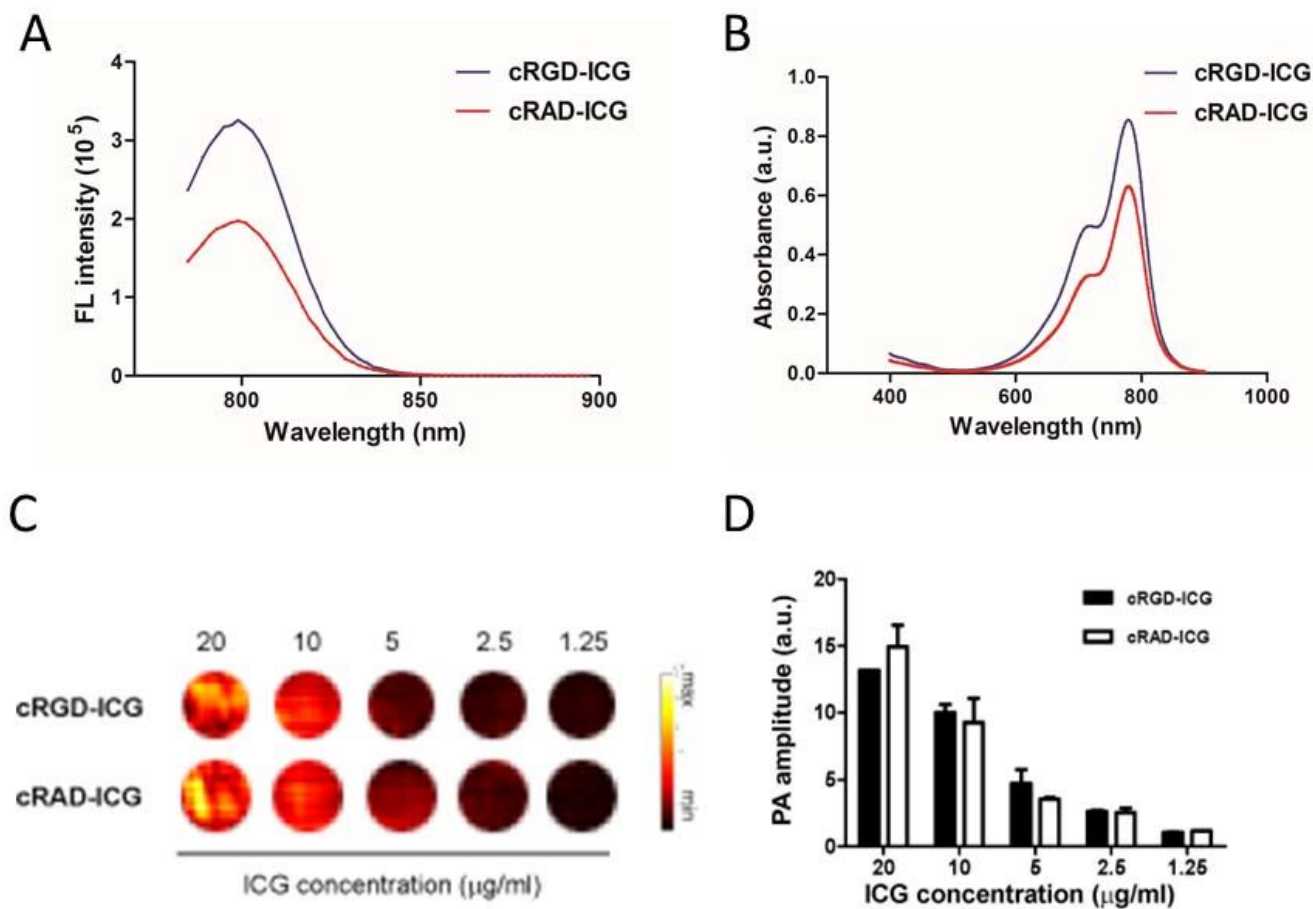 A
4
3
2
1
0
800
850
900
FL intensity (10 5)
Wavelength (nm)
cRGD-ICG
cRAD-ICG
B
1.0
0.8
0.6
0.4
0.2
0.0
400
600
800
1000
Absorbance (a.u.)
Wavelength (nm)
cRGD-ICG
cRAD-ICG
C
20 10 5 2.5 1.25
cRGD-ICG
cRAD-ICG
max
min
ICG concentration (μg/ml)
D
20
15
10
5
0
PA amplitude (a.u.)
cRGD-ICG
cRAD-ICG
20 10 5 2.5 1.25
ICG concentration (μg/ml)